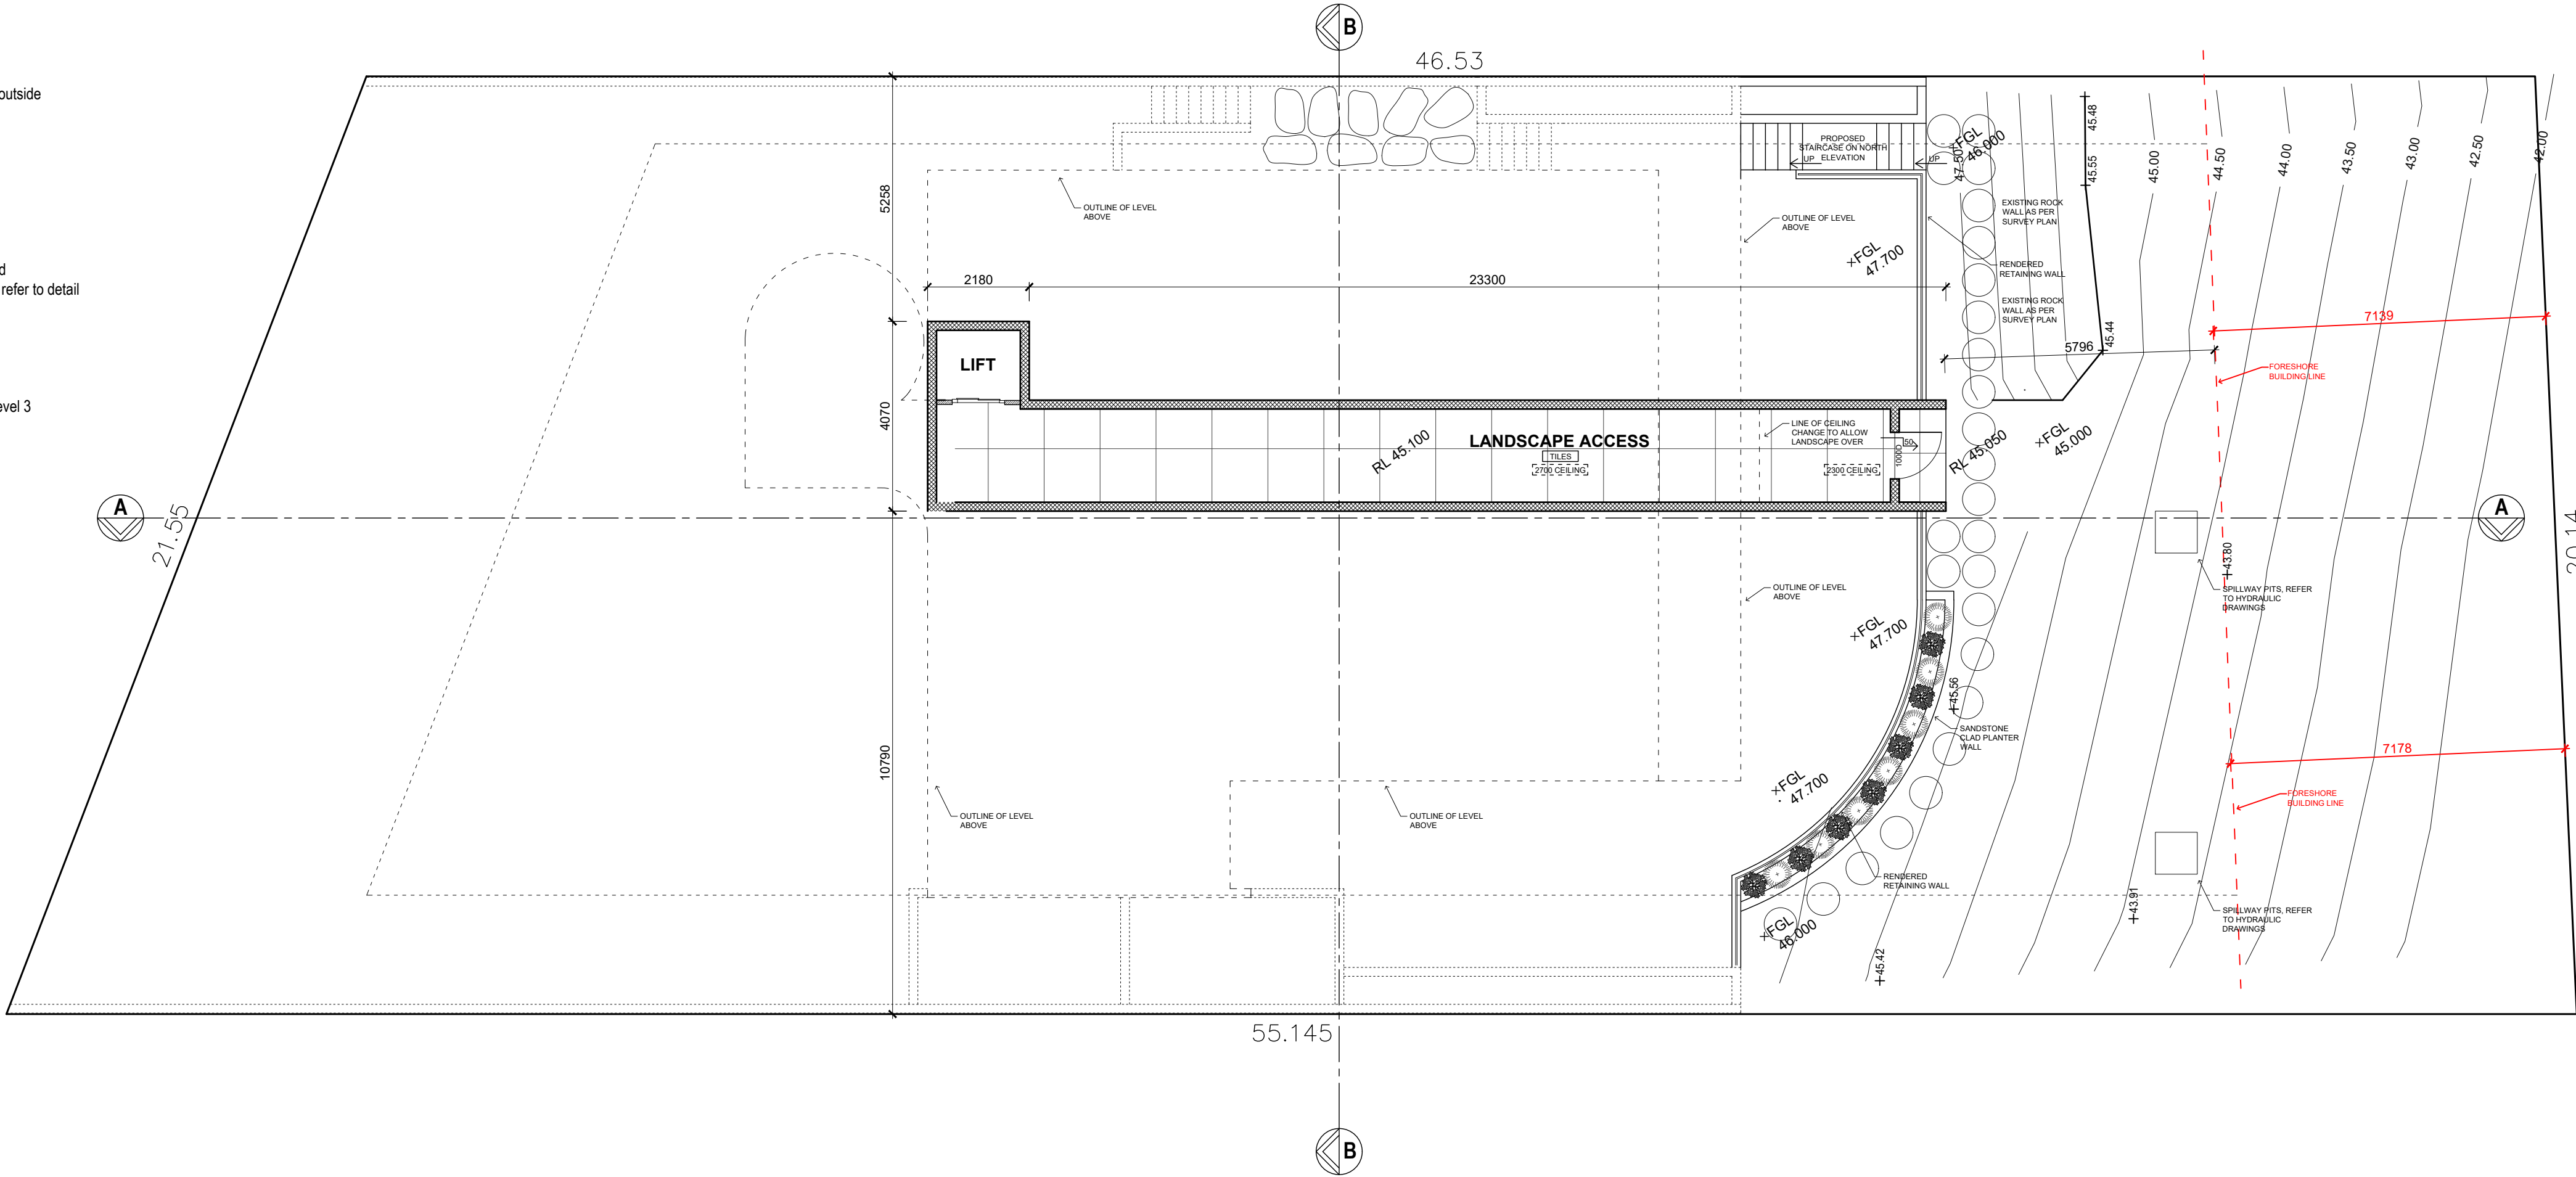 B
46.53
outside
d
refer to detail
evel 3
45.48
45.55
PROPOSED
STAIRCASE ON NORTH
ELEVATION
UP
UP
×FGL
46.000
47.50
45.00
44.50
44.00
43.50
43.00
42.50
42.00
5258
OUTLINE OF LEVEL
ABOVE
OUTLINE OF LEVEL
ABOVE
×FGL
47.700
EXISTING ROCK
WALL AS PER
SURVEY PLAN
RENDERED
RETAINING WALL
EXISTING ROCK
WALL AS PER
SURVEY PLAN
2180
23300
7139
45.44
5796
FORESHORE
BUILDING LINE
LIFT
4070
LINE OF CEILING
CHANGE TO ALLOW
LANDSCAPE OVER
LANDSCAPE ACCESS
TILES
2700 CEILING
RL 45.100
2300 CEILING
1000D
50
RL 45.050
×FGL
45.000
A
21.55
A
20.14
43.80
SPILLWAY PITS, REFER
TO HYDRAULIC
DRAWINGS
OUTLINE OF LEVEL
ABOVE
×FGL
47.700
45.56
SANDSTONE
CLAD PLANTER
WALL
7178
10790
×FGL
47.700
FORESHORE
BUILDING LINE
OUTLINE OF LEVEL
ABOVE
OUTLINE OF LEVEL
ABOVE
RENDERED
RETAINING WALL
43.91
SPILLWAY PITS, REFER
TO HYDRAULIC
DRAWINGS
×FGL
46.000
45.42
55.145
B